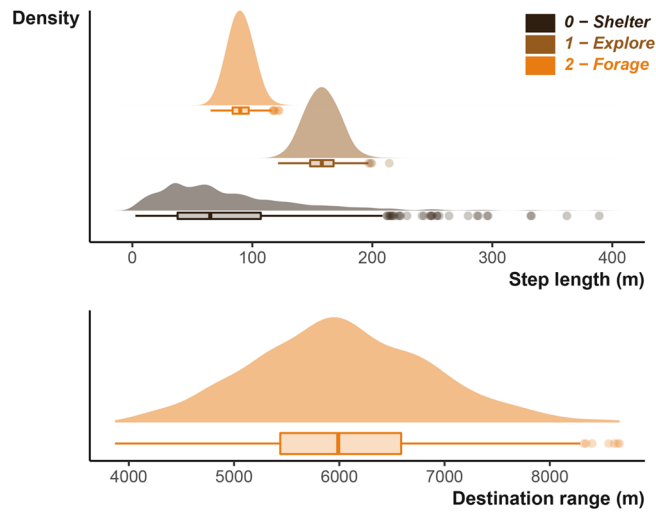 Density
0 − Shelter
1 − Explore
2 − Forage
0 100 200 300 400
Step length (m)
4000 5000 6000 7000 8000
Destination range (m)